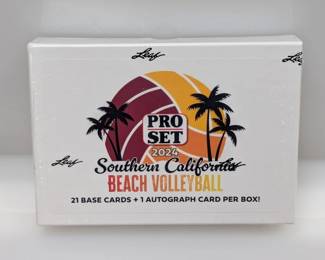 Leaf
Leaf
PRO
SET
2024
Southern California
Leaf
Leaf
BEACH VOLLEYBALL
21 BASE CARDS + 1 AUTOGRAPH CARD PER BOX!